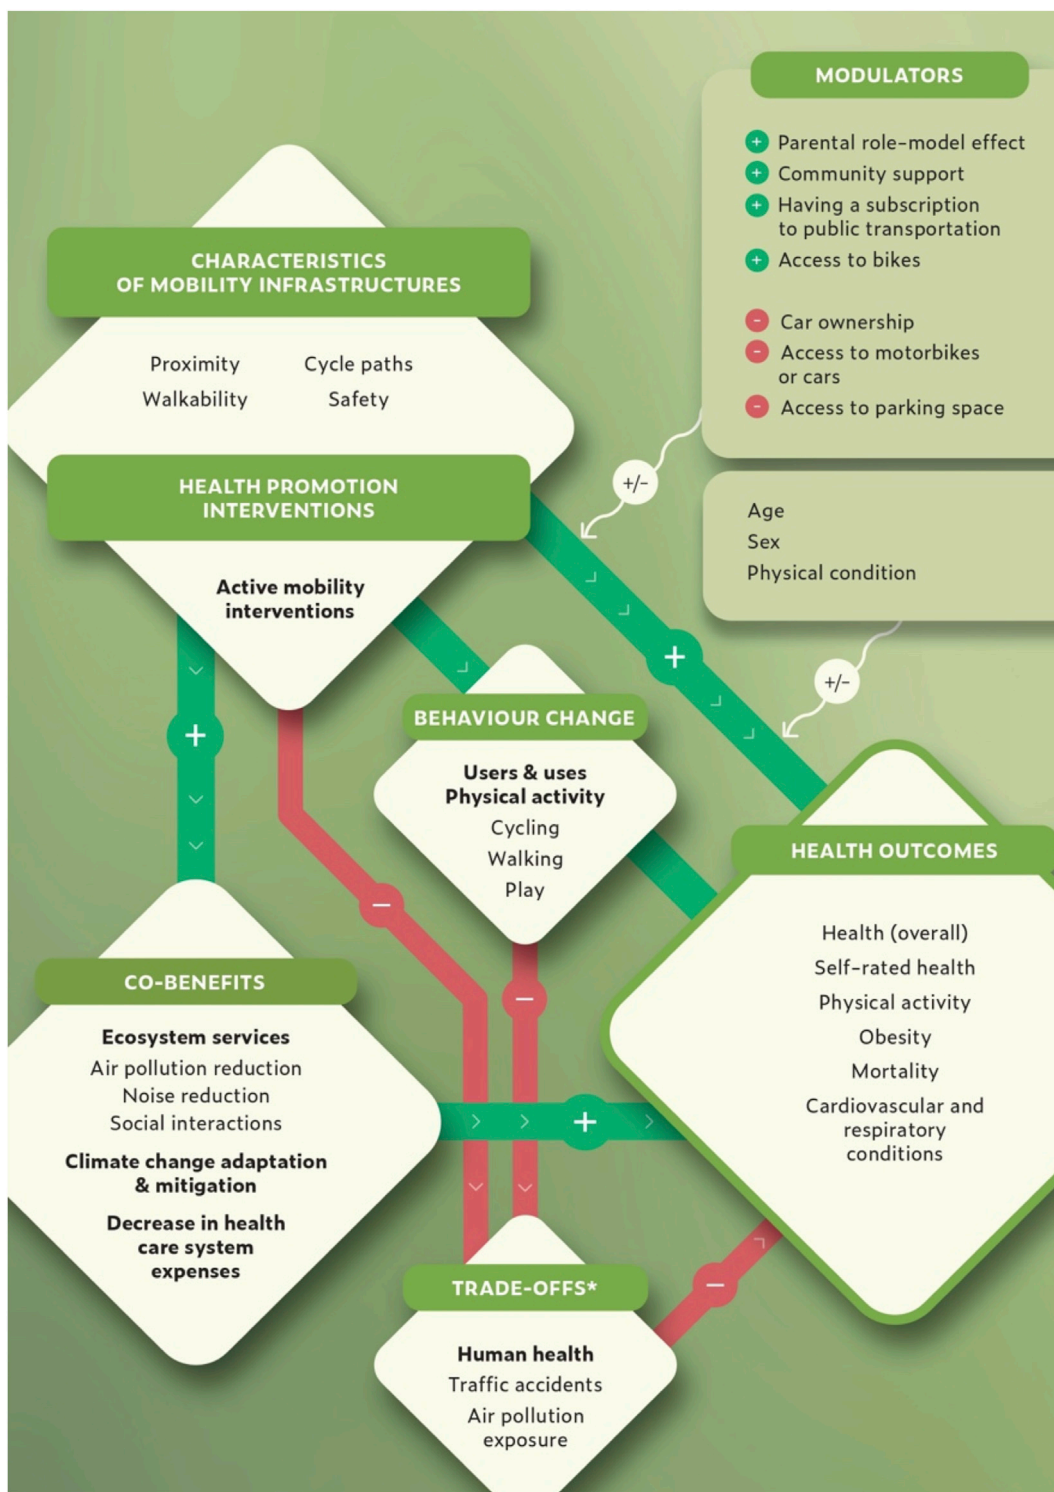 MODULATORS
+ Parental role-model effect
+ Community support
+ Having a subscription
to public transportation
+ Access to bikes
- Car ownership
- Access to motorbikes
or cars
- Access to parking space
+/-
Age
Sex
Physical condition
+/-
CHARACTERISTICS
OF MOBILITY INFRASTRUCTURES
Proximity Cycle paths
Walkability Safety
HEALTH PROMOTION
INTERVENTIONS
Active mobility
interventions
+
+
BEHAVIOUR CHANGE
Users & uses
Physical activity
Cycling
Walking
Play
−
−
HEALTH OUTCOMES
Health (overall)
Self-rated health
Physical activity
Obesity
Mortality
Cardiovascular and
respiratory
conditions
CO-BENEFITS
Ecosystem services
Air pollution reduction
Noise reduction
Social interactions
Climate change adaptation
& mitigation
Decrease in health
care system
expenses
+
−
TRADE-OFFS*
Human health
Traffic accidents
Air pollution
exposure